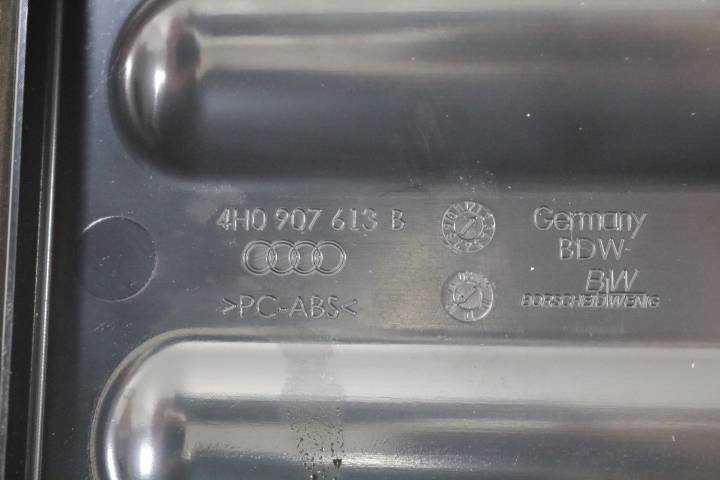 4H0 907 613 B
>PC-ABS<
Germany
BDW-
BW
BORSCHEID WENIG